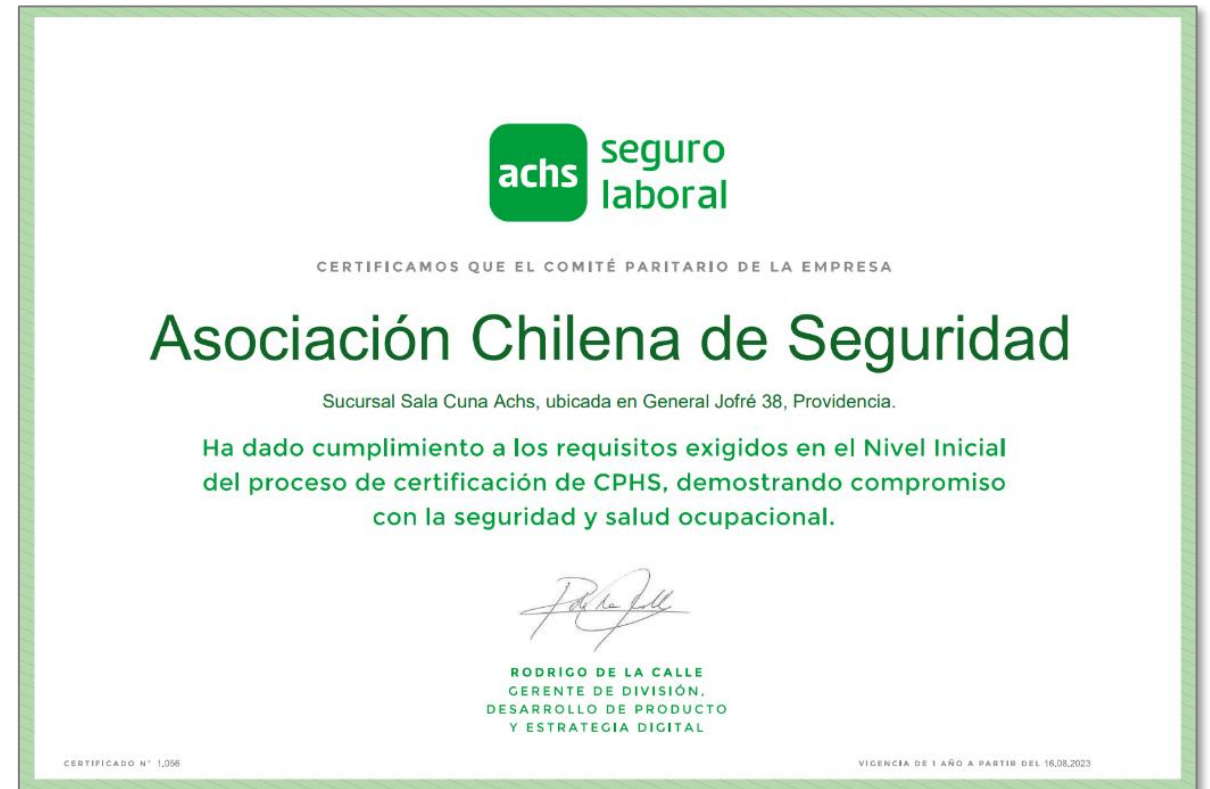 achs
seguro
laboral
CERTIFICAMOS QUE EL COMITÉ PARITARIO DE LA EMPRESA
Asociación Chilena de Seguridad
Sucursal Sala Cuna Achs, ubicada en General Jofré 38, Providencia.
Ha dado cumplimiento a los requisitos exigidos en el Nivel Inicial
del proceso de certificación de CPHS, demostrando compromiso
con la seguridad y salud ocupacional.
RODRIGO DE LA CALLE
GERENTE DE DIVISIÓN,
DESARROLLO DE PRODUCTO
Y ESTRATEGIA DIGITAL
CERTIFICADO N° 1,056
VIGENCIA DE 1 AÑO A PARTIR DEL 16,08,2023